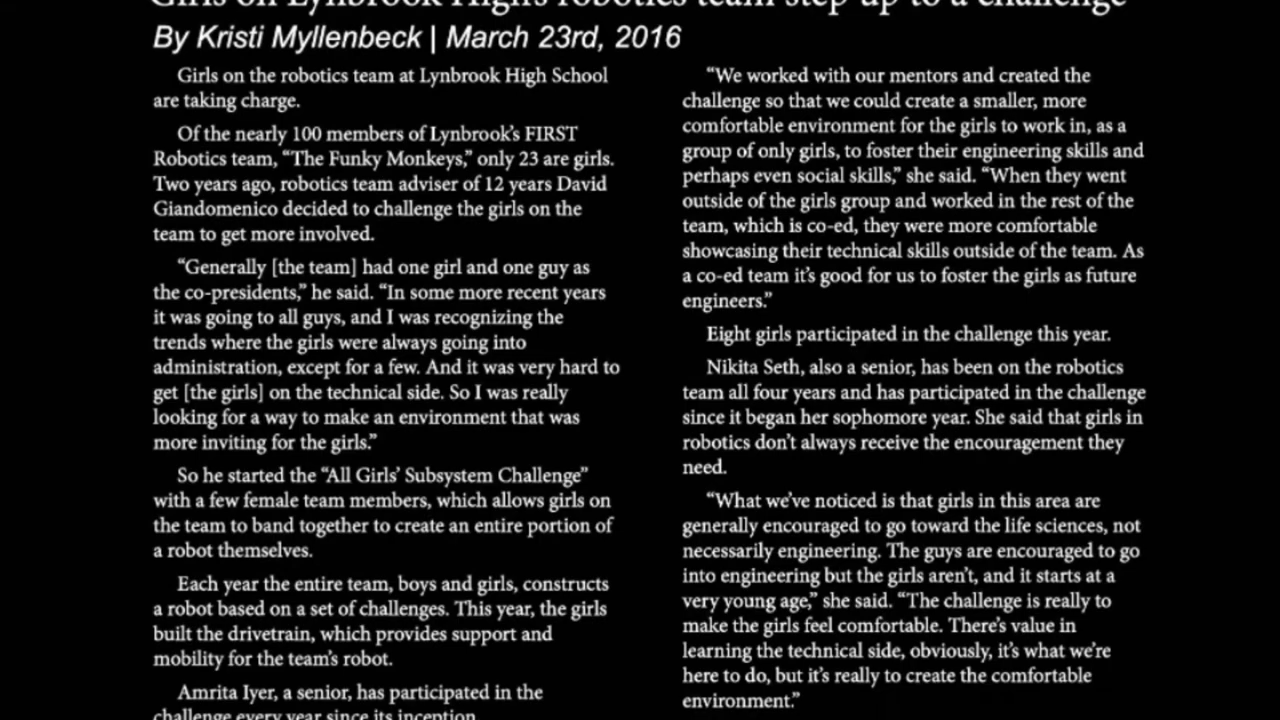 Girls on Lynbrook High's robotics team step up to a challenge
By Kristi Myllenbeck | March 23rd, 2016
Girls on the robotics team at Lynbrook High School
are taking charge.
Of the nearly 100 members of Lynbrook's FIRST
Robotics team, “The Funky Monkeys,” only 23 are girls.
Two years ago, robotics team adviser of 12 years David
Giandomenico decided to challenge the girls on the
team to get more involved.
“Generally [the team] had one girl and one guy as
the co-presidents,” he said. “In some more recent years
it was going to all guys, and I was recognizing the
trends where the girls were always going into
administration, except for a few. And it was very hard to
get [the girls] on the technical side. So I was really
looking for a way to make an environment that was
more inviting for the girls.”
So he started the “All Girls’ Subsystem Challenge”
with a few female team members, which allows girls on
the team to band together to create an entire portion of
a robot themselves.
Each year the entire team, boys and girls, constructs
a robot based on a set of challenges. This year, the girls
built the drivetrain, which provides support and
mobility for the team’s robot.
Amrita Iyer, a senior, has participated in the
challenge every year since its inception.
“We worked with our mentors and created the
challenge so that we could create a smaller, more
comfortable environment for the girls to work in, as a
group of only girls, to foster their engineering skills and
perhaps even social skills,” she said. “When they went
outside of the girls group and worked in the rest of the
team, which is co-ed, they were more comfortable
showcasing their technical skills outside of the team. As
a co-ed team it’s good for us to foster the girls as future
engineers.”
Eight girls participated in the challenge this year.
Nikita Seth, also a senior, has been on the robotics
team all four years and has participated in the challenge
since it began her sophomore year. She said that girls in
robotics don’t always receive the encouragement they
need.
“What we’ve noticed is that girls in this area are
generally encouraged to go toward the life sciences, not
necessarily engineering. The guys are encouraged to go
into engineering but the girls aren’t, and it starts at a
very young age,” she said. “The challenge is really to
make the girls feel comfortable. There’s value in
learning the technical side, obviously, it’s what we’re
here to do, but it’s really to create the comfortable
environment.”